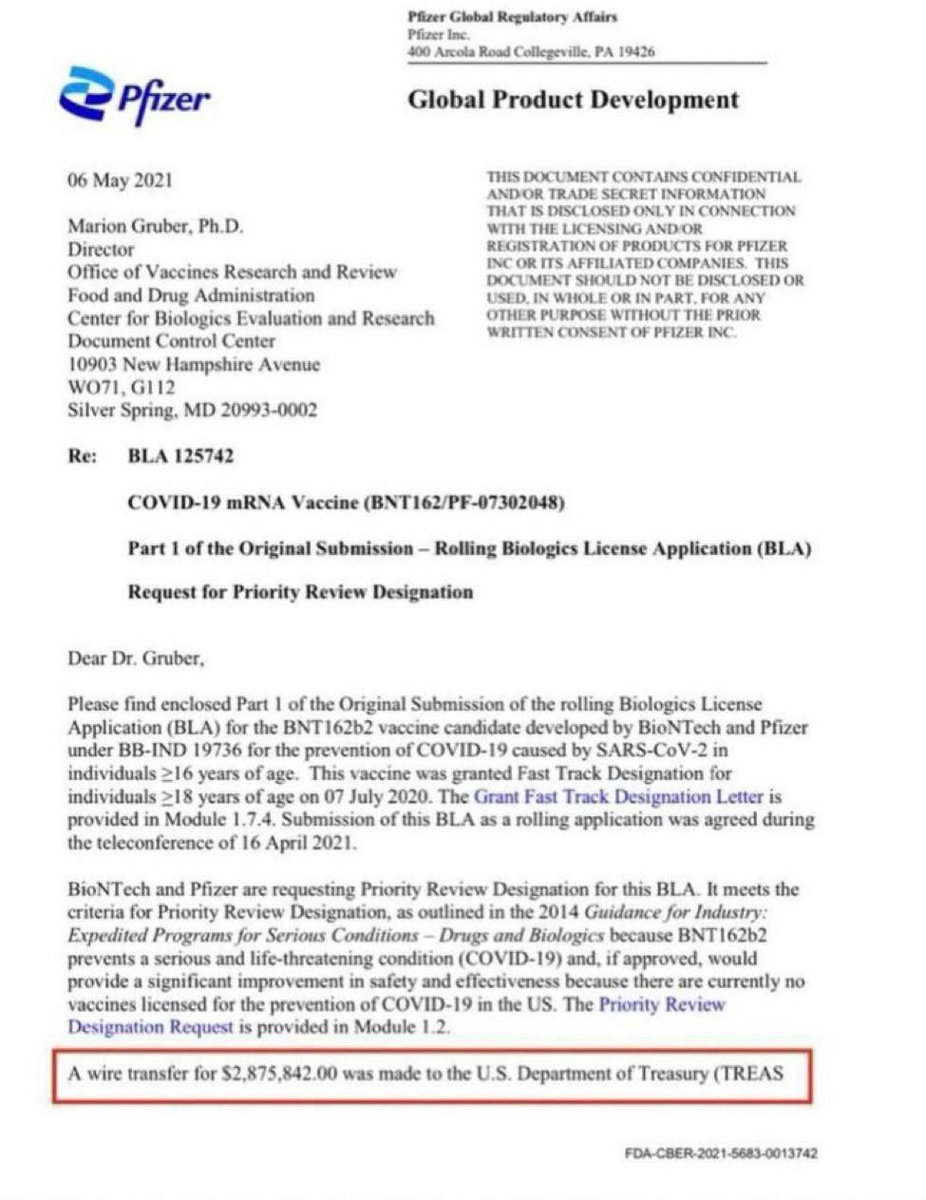 Pfizer Global Regulatory Affairs
Pfizer Inc.
400 Arcola Road Collegeville, PA 19426
Pfizer
Global Product Development
06 May 2021
THIS DOCUMENT CONTAINS CONFIDENTIAL
AND/OR TRADE SECRET INFORMATION
THAT IS DISCLOSED ONLY IN CONNECTION
WITH THE LICENSING AND/OR
REGISTRATION OF PRODUCTS FOR PFIZER
INC OR ITS AFFILIATED COMPANIES. THIS
DOCUMENT SHOULD NOT BE DISCLOSED OR
USED, IN WHOLE OR IN PART, FOR ANY
OTHER PURPOSE WITHOUT THE PRIOR
WRITTEN CONSENT OF PFIZER INC.
Marion Gruber, Ph.D.
Director
Office of Vaccines Research and Review
Food and Drug Administration
Center for Biologics Evaluation and Research
Document Control Center
10903 New Hampshire Avenue
WO71, G112
Silver Spring, MD 20993-0002
Re: BLA 125742
COVID-19 mRNA Vaccine (BNT162/PF-07302048)
Part 1 of the Original Submission – Rolling Biologics License Application (BLA)
Request for Priority Review Designation
Dear Dr. Gruber,
Please find enclosed Part 1 of the Original Submission of the rolling Biologics License
Application (BLA) for the BNT162b2 vaccine candidate developed by BioNTech and Pfizer
under BB-IND 19736 for the prevention of COVID-19 caused by SARS-CoV-2 in
individuals ≥16 years of age. This vaccine was granted Fast Track Designation for
individuals ≥18 years of age on 07 July 2020. The Grant Fast Track Designation Letter is
provided in Module 1.7.4. Submission of this BLA as a rolling application was agreed during
the teleconference of 16 April 2021.
BioNTech and Pfizer are requesting Priority Review Designation for this BLA. It meets the
criteria for Priority Review Designation, as outlined in the 2014 Guidance for Industry:
Expedited Programs for Serious Conditions – Drugs and Biologics because BNT162b2
prevents a serious and life-threatening condition (COVID-19) and, if approved, would
provide a significant improvement in safety and effectiveness because there are currently no
vaccines licensed for the prevention of COVID-19 in the US. The Priority Review
Designation Request is provided in Module 1.2.
A wire transfer for $2,875,842.00 was made to the U.S. Department of Treasury (TREAS
FDA-CBER-2021-5683-0013742